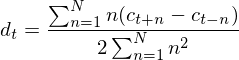 d_t = \frac{\sum_{n=1}^{N} n(c_{t+n} - c_{t-n})}{2 \sum_{n=1}^{N} n^2}